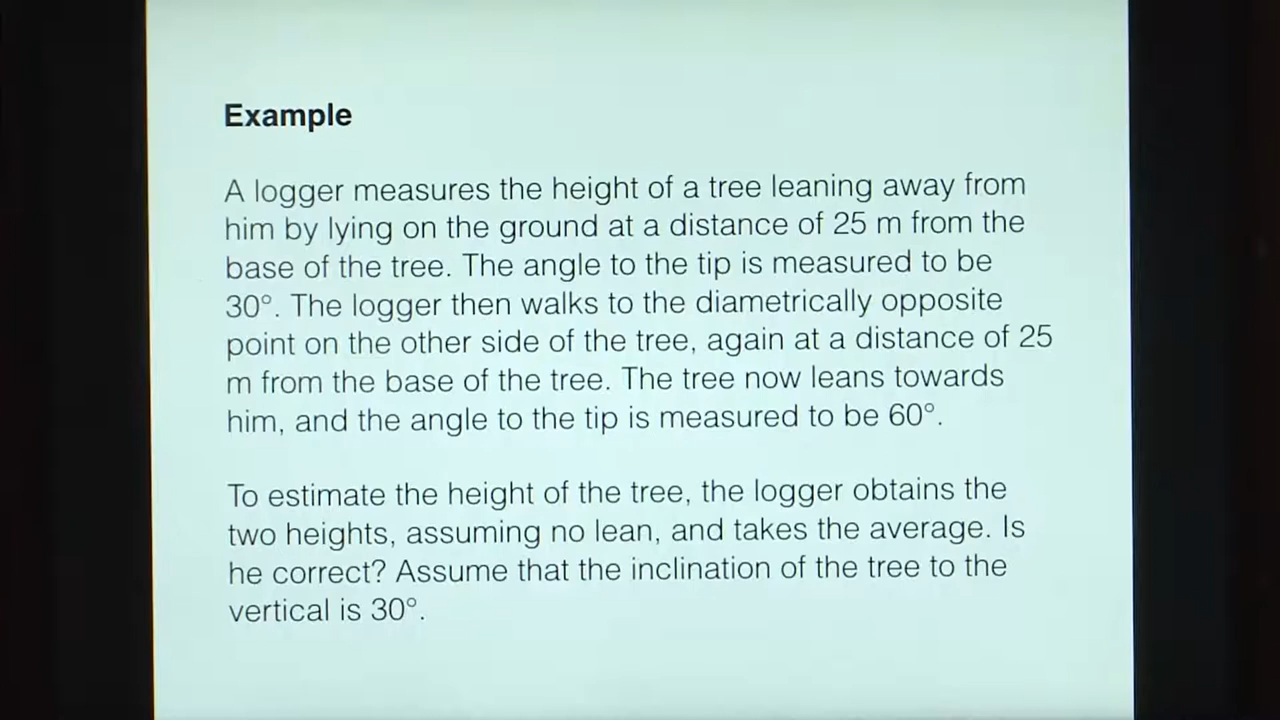 Example
A logger measures the height of a tree leaning away from
him by lying on the ground at a distance of 25 m from the
base of the tree. The angle to the tip is measured to be
30°. The logger then walks to the diametrically opposite
point on the other side of the tree, again at a distance of 25
m from the base of the tree. The tree now leans towards
him, and the angle to the tip is measured to be 60°.
To estimate the height of the tree, the logger obtains the
two heights, assuming no lean, and takes the average. Is
he correct? Assume that the inclination of the tree to the
vertical is 30°.